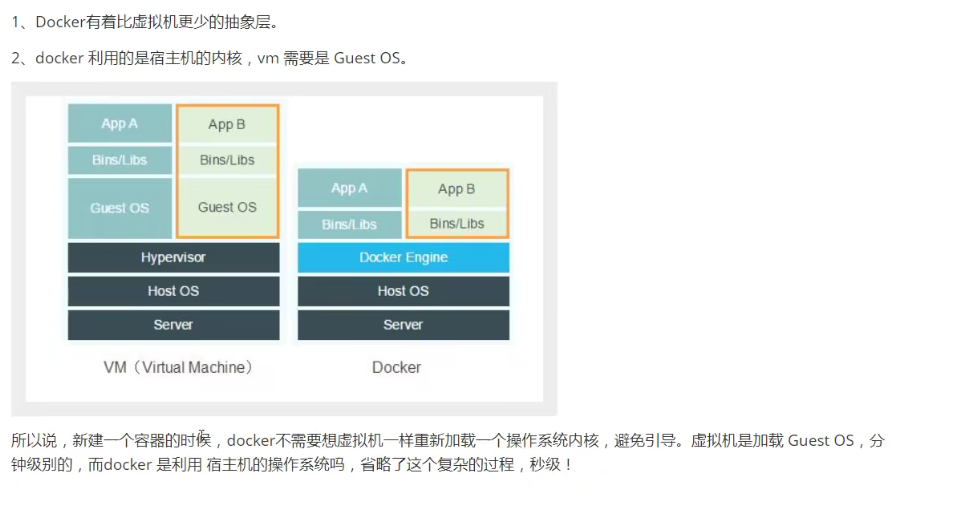 1、Docker有着比虚拟机更少的抽象层。
2、docker 利用的是宿主机的内核，vm 需要是 Guest OS。
App A
App B
Bins/Libs
Bins/Libs
Guest OS
Guest OS
Hypervisor
Host OS
Server
VM（Virtual Machine）
App A
App B
Bins/Libs
Bins/Libs
Docker Engine
Host OS
Server
Docker
所以说，新建一个容器的时候，docker不需要想虚拟机一样重新加载一个操作系统内核，避免引导。虚拟机是加载 Guest OS，分
钟级别的，而docker 是利用 宿主机的操作系统吗，省略了这个复杂的过程，秒级！